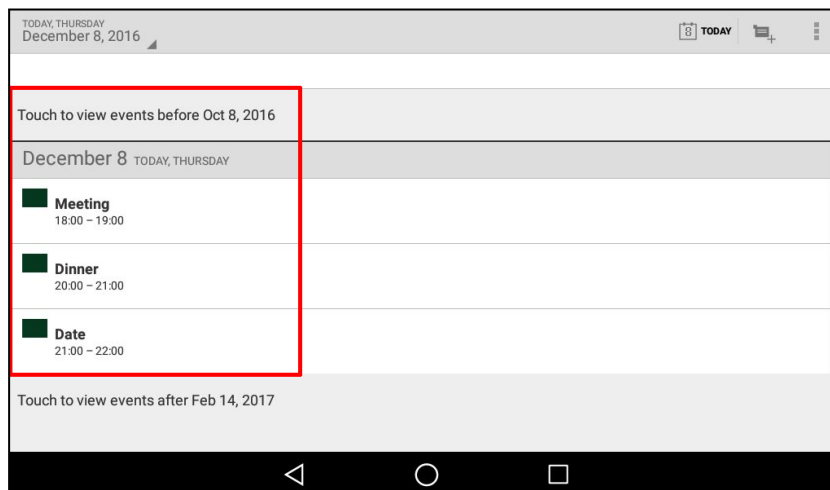 TODAY, THURSDAY
December 8, 2016
8 TODAY
Touch to view events before Oct 8, 2016
December 8 TODAY, THURSDAY
Meeting
18:00 – 19:00
Dinner
20:00 – 21:00
Date
21:00 – 22:00
Touch to view events after Feb 14, 2017